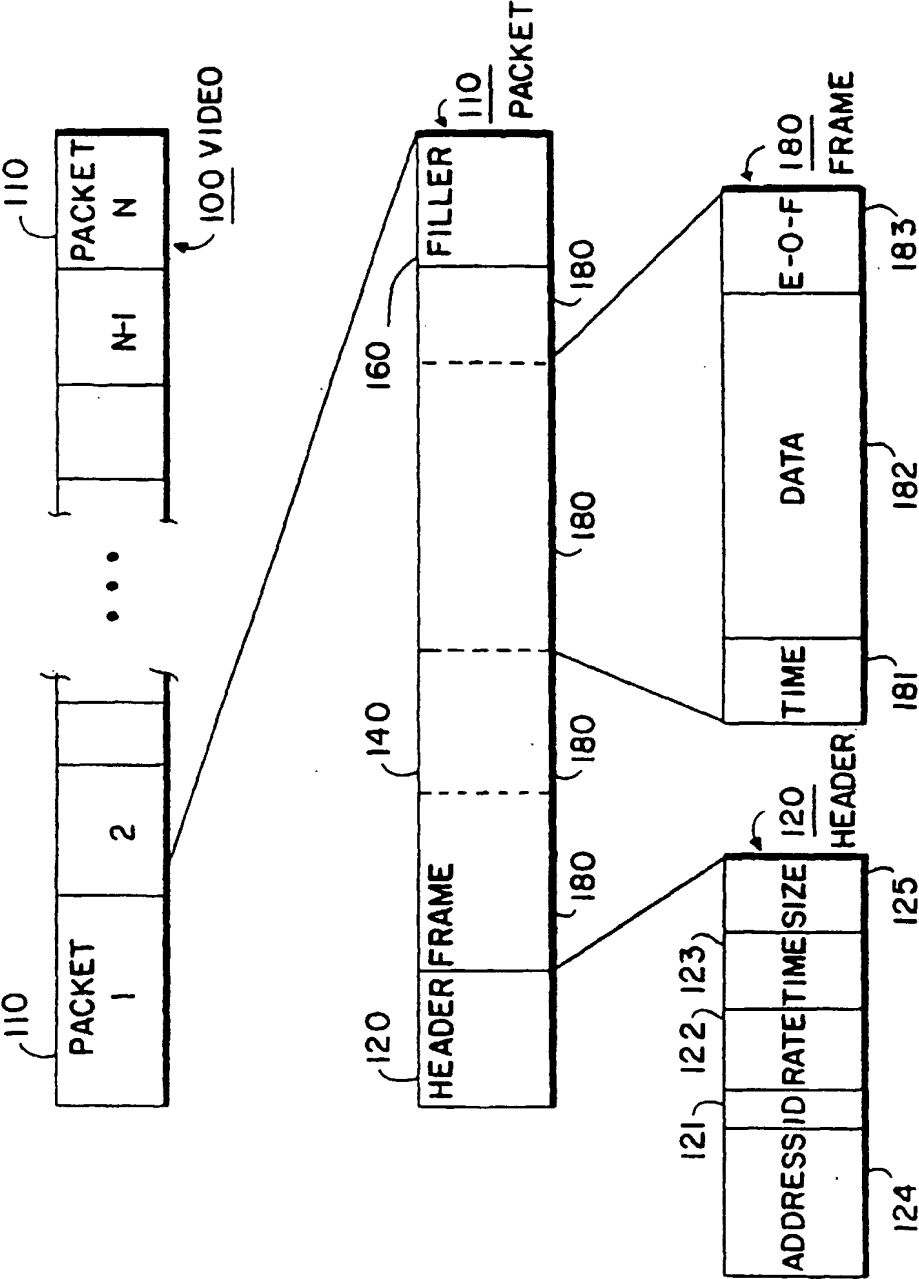 110
110
PACKET
1
2
N-1
PACKET
N
100 VIDEO
120
140
160
110
PACKET
HEADER
FRAME
FILLER
180
180
180
180
121
122
123
120
HEADER
180
FRAME
ADDRESS
ID
RATE
TIME
SIZE
TIME
DATA
E-O-F
124
125
181
182
183